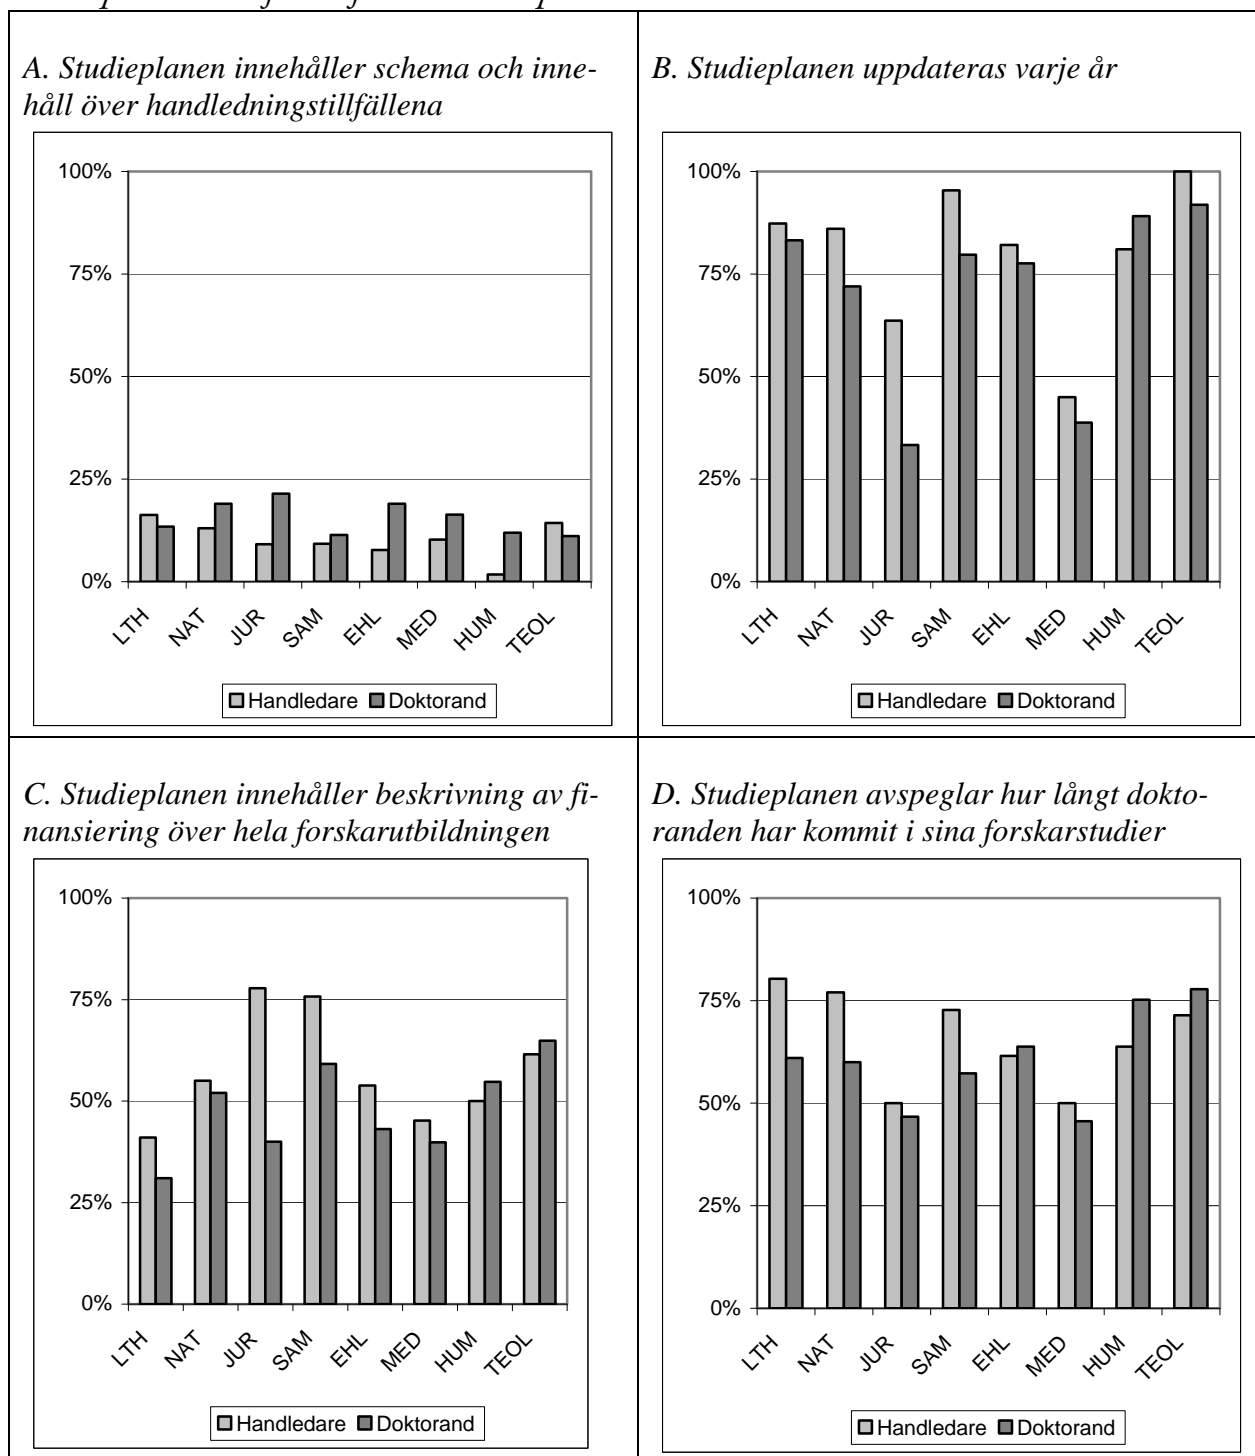 A. Studieplanen innehåller schema och inne-
håll över handledningstillfällena
100%
75%
50%
25%
0%
LTH NAT JUR SAM EHL MED HUM TEOL
Handledare Doktorand
B. Studieplanen uppdateras varje år
100%
75%
50%
25%
0%
LTH NAT JUR SAM EHL MED HUM TEOL
Handledare Doktorand
C. Studieplanen innehåller beskrivning av fi-
nansiering över hela forskarutbildningen
100%
75%
50%
25%
0%
LTH NAT JUR SAM EHL MED HUM TEOL
Handledare Doktorand
D. Studieplanen avspeglar hur långt dokto-
randen har kommit i sina forskarstudier
100%
75%
50%
25%
0%
LTH NAT JUR SAM EHL MED HUM TEOL
Handledare Doktorand